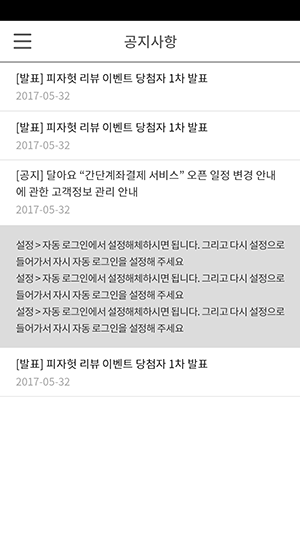 공지사항
[발표] 피자헛 리뷰 이벤트 당첨자 1차 발표
2017-05-32
[발표] 피자헛 리뷰 이벤트 당첨자 1차 발표
2017-05-32
[공지] 달아요 “간단계좌결제 서비스” 오픈 일정 변경 안내
에 관한 고객정보 관리 안내
설정 > 자동 로그인에서 설정해체하시면 됩니다. 그리고 다시 설정으로
들어가서 자시 자동 로그인을 설정해 주세요
설정 > 자동 로그인에서 설정해체하시면 됩니다. 그리고 다시 설정으로
들어가서 자시 자동 로그인을 설정해 주세요
설정 > 자동 로그인에서 설정해체하시면 됩니다. 그리고 다시 설정으로
들어가서 자시 자동 로그인을 설정해 주세요
[발표] 피자헛 리뷰 이벤트 당첨자 1차 발표
2017-05-32